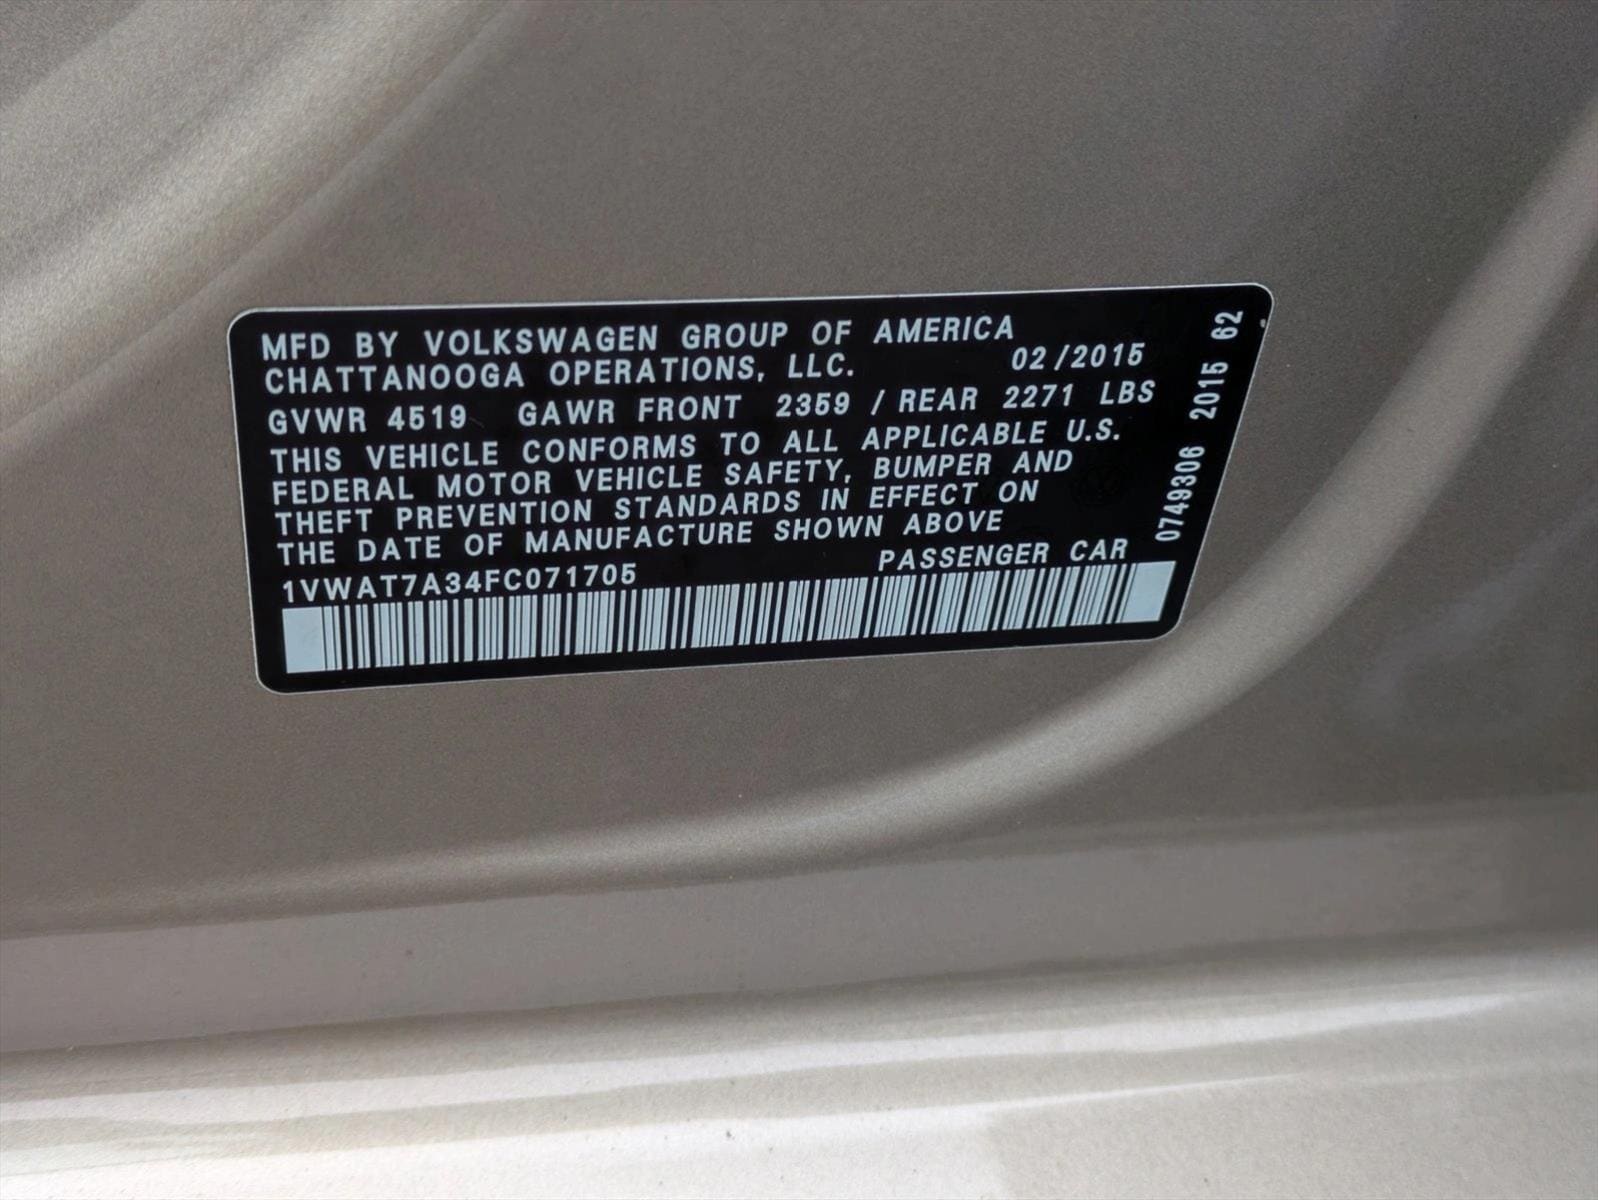 MFD BY VOLKSWAGEN GROUP OF AMERICA
CHATTANOOGA OPERATIONS, LLC. 02/2015
GVWR 4519 GAWR FRONT 2359 / REAR 2271 LBS
THIS VEHICLE CONFORMS TO ALL APPLICABLE U.S.
FEDERAL MOTOR VEHICLE SAFETY, BUMPER AND
THEFT PREVENTION STANDARDS IN EFFECT ON
THE DATE OF MANUFACTURE SHOWN ABOVE
1VWAT7A34FC071705 PASSENGER CAR
0749306 2015 62